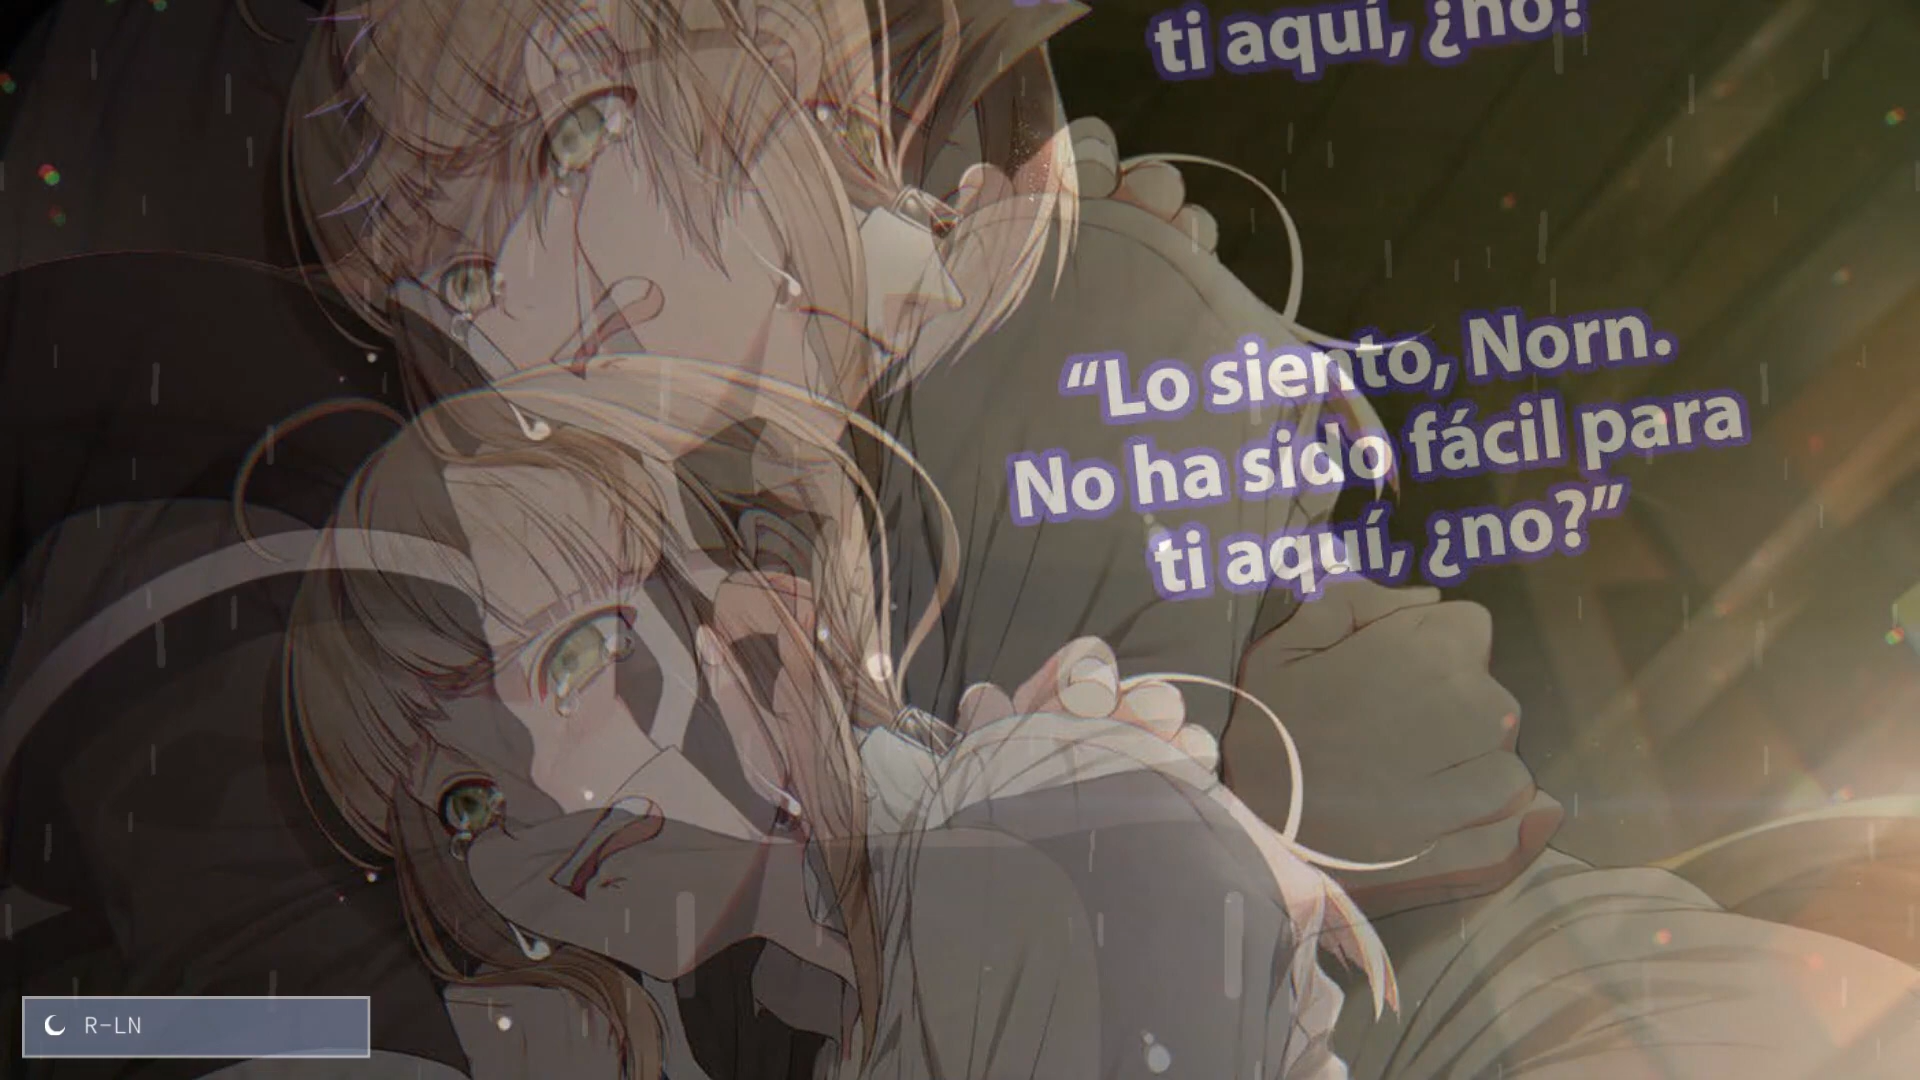 ti aquí, ¿no?
“Lo siento, Norn.
No ha sido fácil para
ti aquí, ¿no?”
R-LN